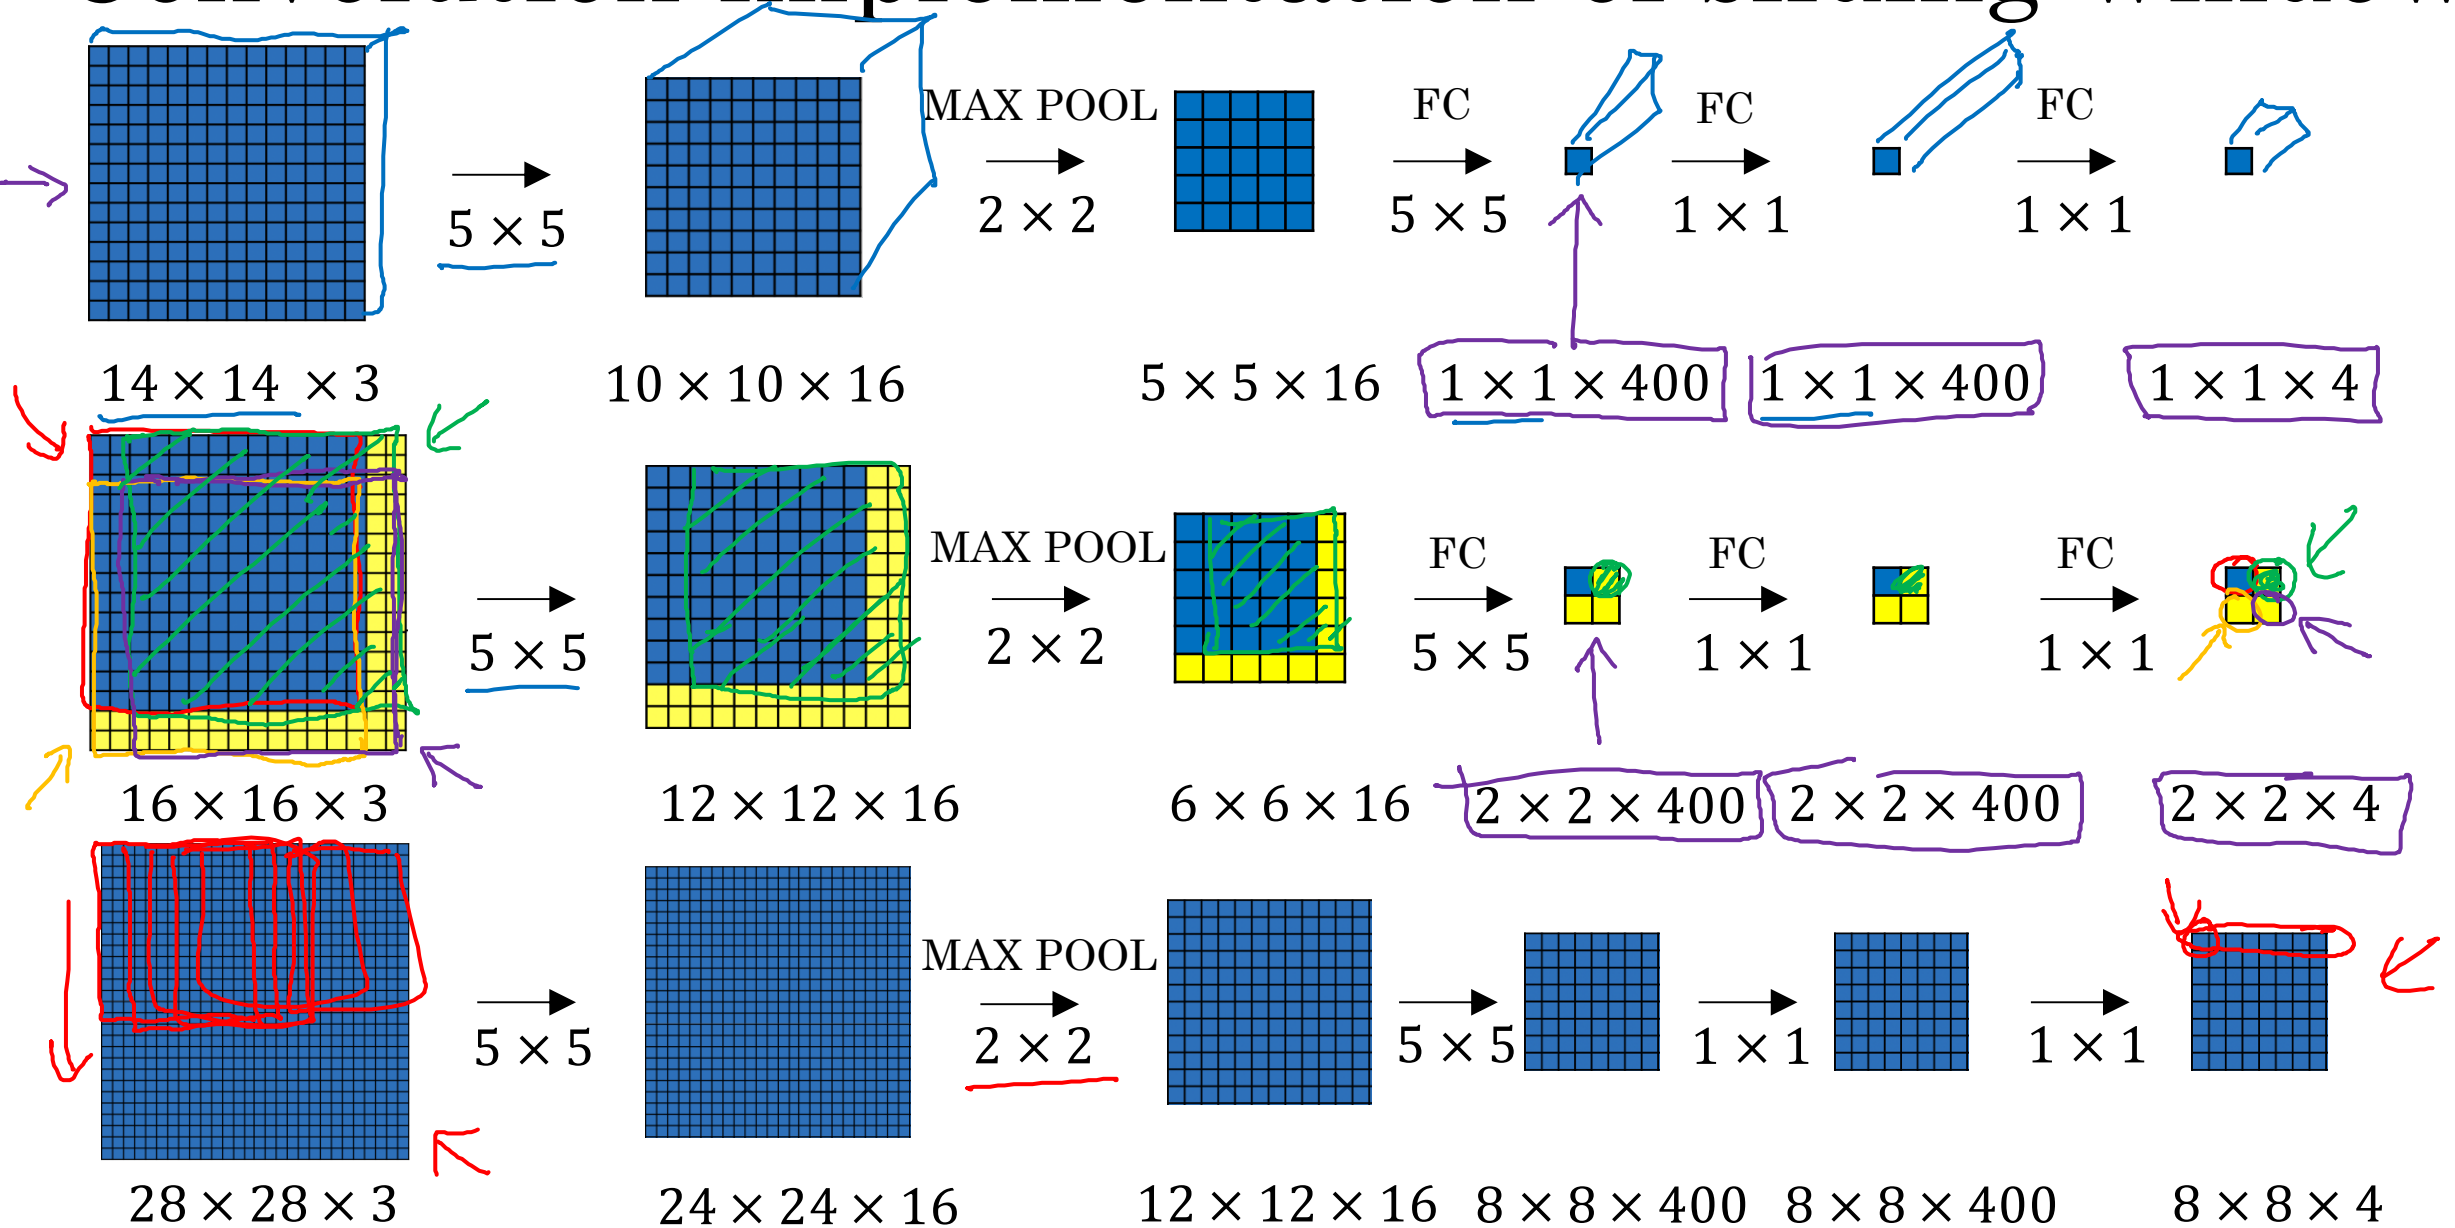 Convolution implementation of sliding windows
MAX POOL FC FC FC
5 × 5 2 × 2 5 × 5 1 × 1 1 × 1
14 × 14 × 3 10 × 10 × 16 5 × 5 × 16 1 × 1 × 400 1 × 1 × 400 1 × 1 × 4
MAX POOL FC FC FC
5 × 5 2 × 2 5 × 5 1 × 1 1 × 1
16 × 16 × 3 12 × 12 × 16 6 × 6 × 16 2 × 2 × 400 2 × 2 × 400 2 × 2 × 4
MAX POOL
5 × 5 2 × 2 5 × 5 1 × 1 1 × 1
28 × 28 × 3 24 × 24 × 16 12 × 12 × 16 8 × 8 × 400 8 × 8 × 400 8 × 8 × 4